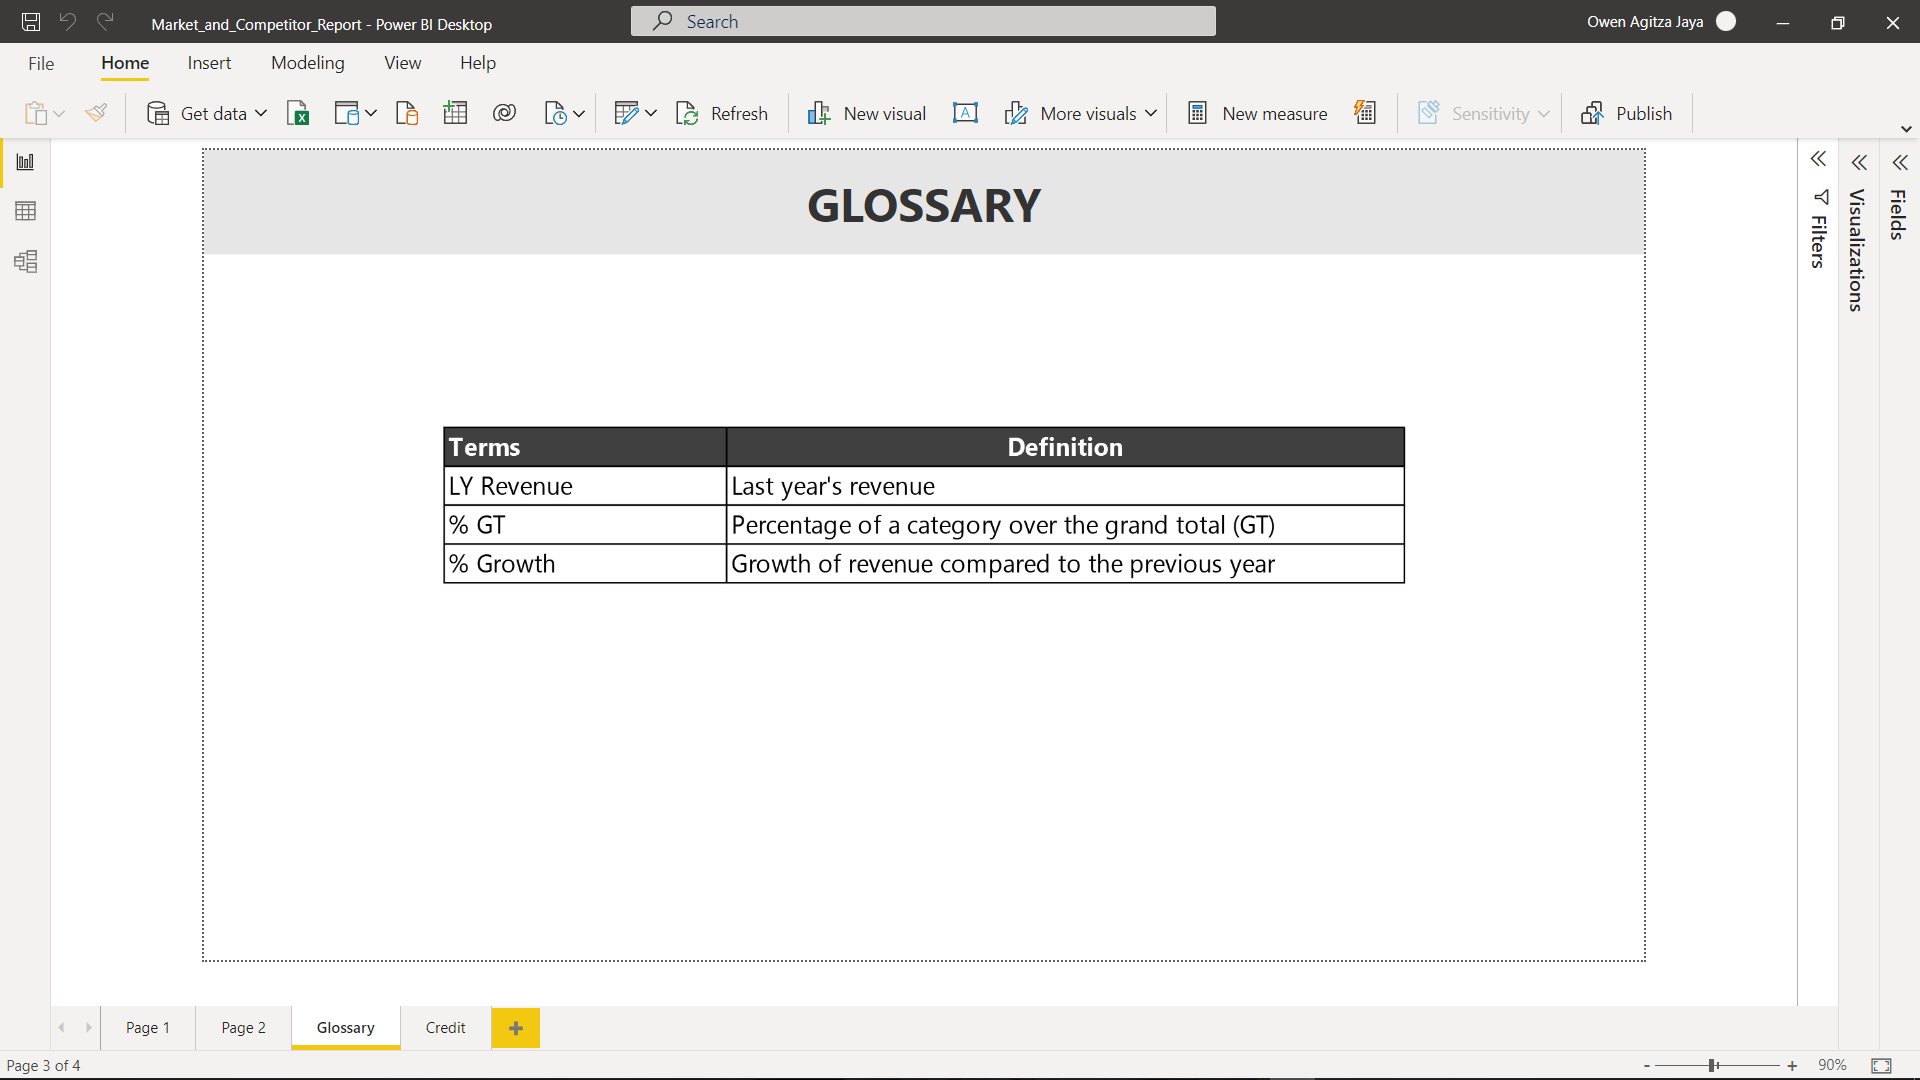 Market_and_Competitor_Report - Power BI Desktop
Search
Owen Agitza Jaya
File Home Insert Modeling View Help
Get data Refresh New visual A More visuals New measure Sensitivity Publish
Filters
Visualizations
Fields
GLOSSARY
Terms Definition
LY Revenue Last year's revenue
% GT Percentage of a category over the grand total (GT)
% Growth Growth of revenue compared to the previous year
Page 1 Page 2 Glossary Credit +
Page 3 of 4 - + 90%